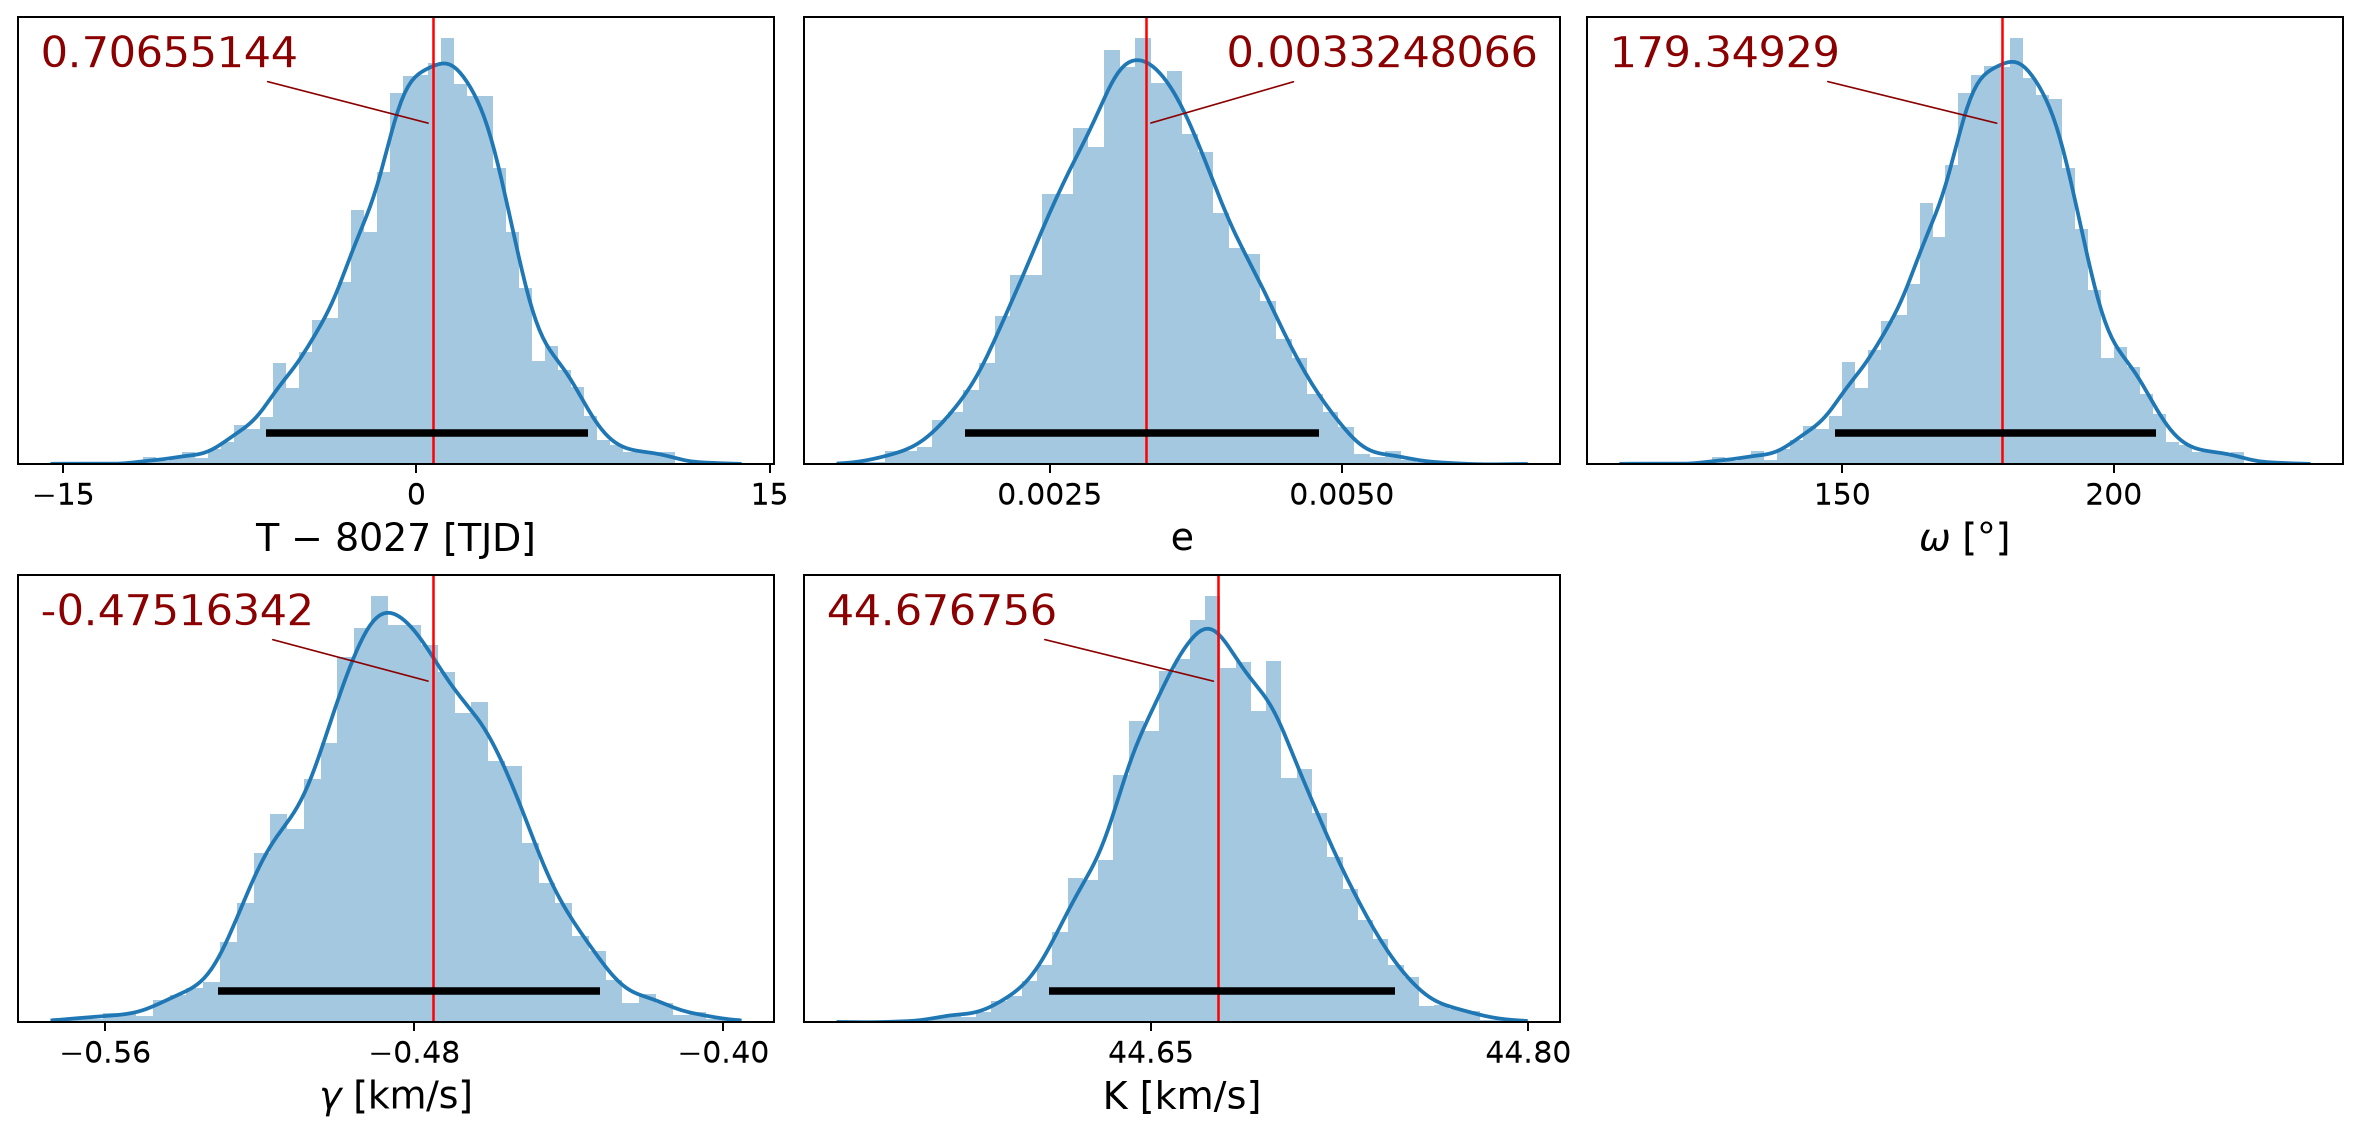 0.70655144
0.0033248066
179.34929
−15 0 15
0.0025 0.0050
150 200
T − 8027 [TJD]
e
ω [°]
-0.47516342
44.676756
−0.56 −0.48 −0.40
44.65 44.80
γ [km/s]
K [km/s]